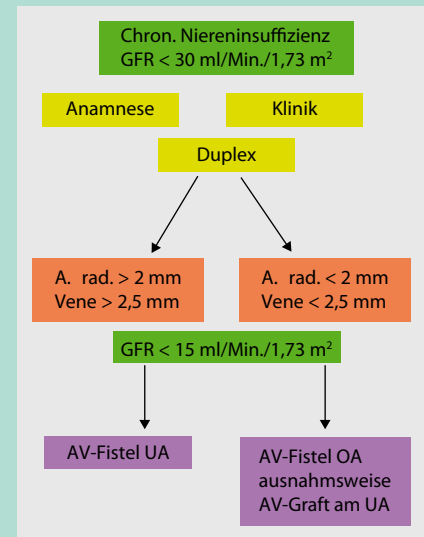 Chron. Niereninsuffizienz
GFR < 30 ml/Min./1,73 m²
Anamnese
Klinik
Duplex
A. rad. > 2 mm
Vene > 2,5 mm
A. rad. < 2 mm
Vene < 2,5 mm
GFR < 15 ml/Min./1,73 m²
AV-Fistel UA
AV-Fistel OA
ausnahmsweise
AV-Graft am UA